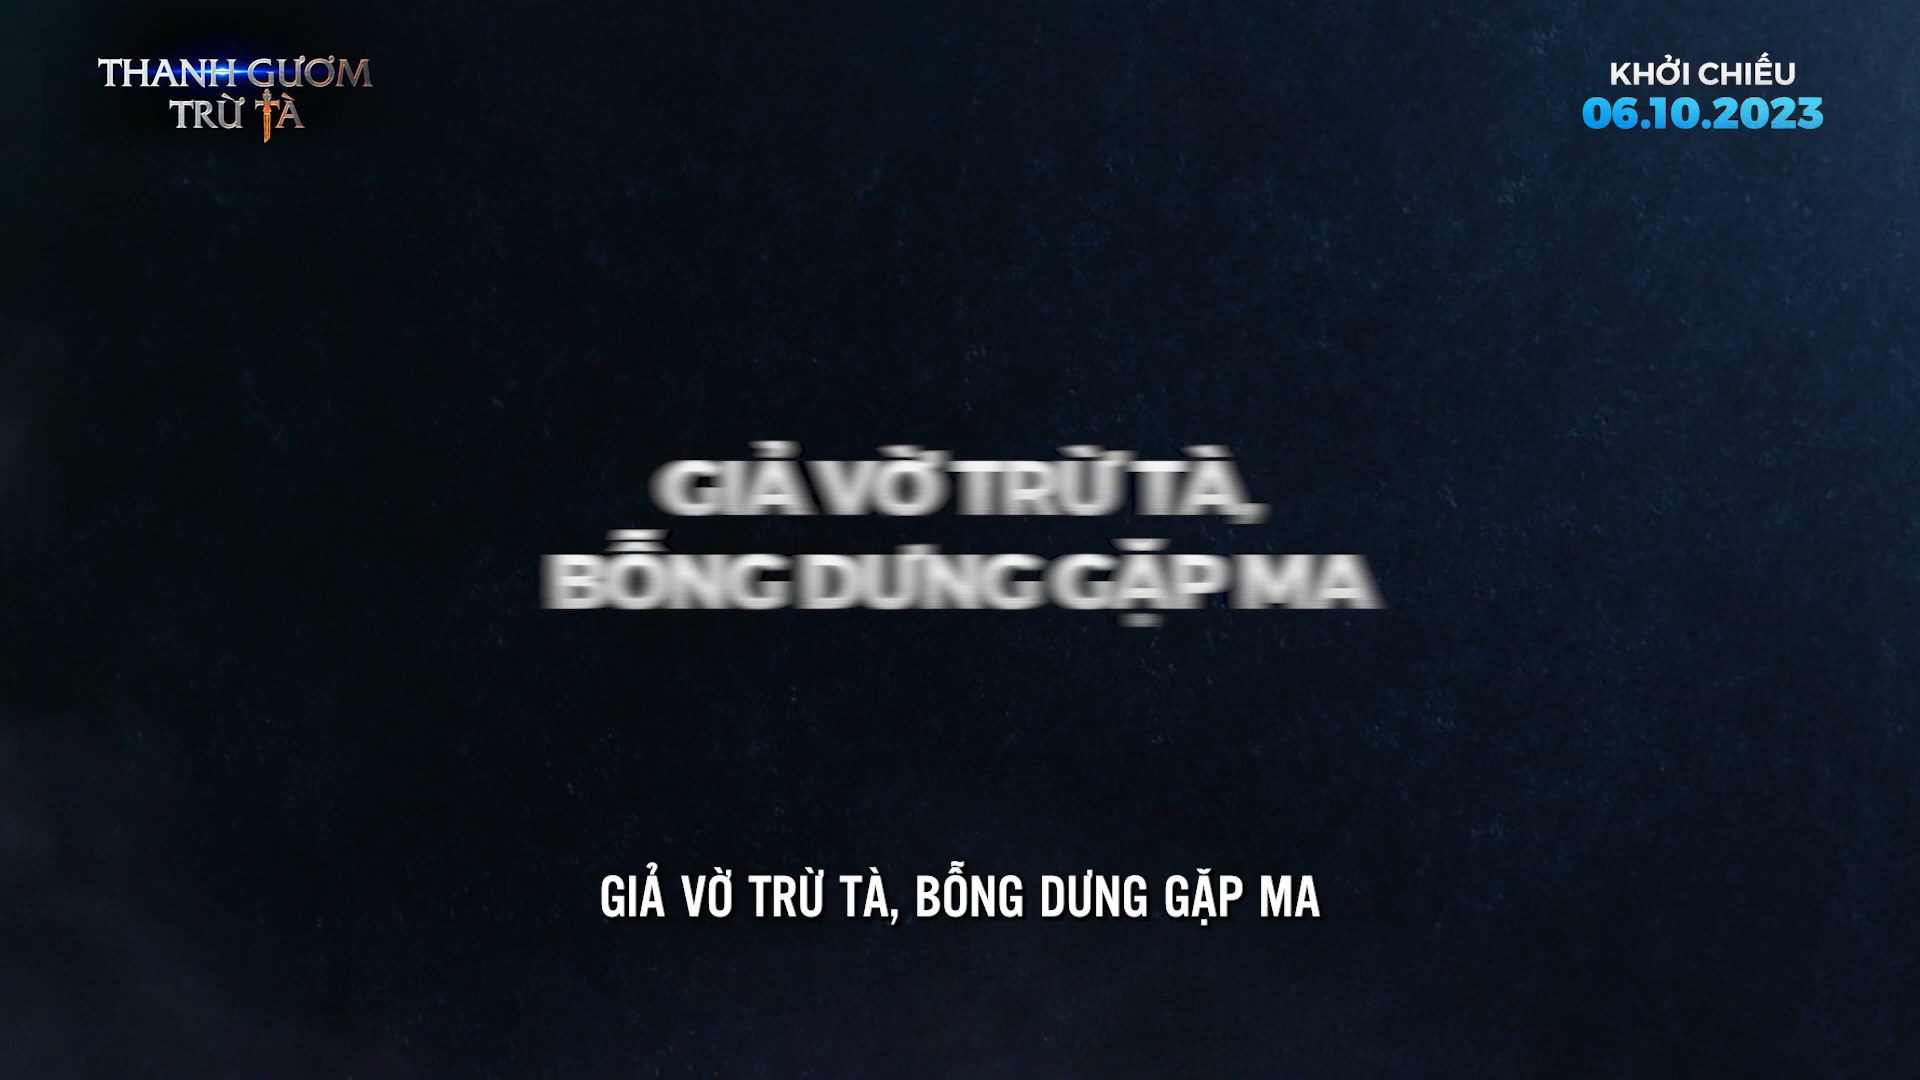 THANH GƯƠM
TRỪ TÀ
KHỞI CHIẾU
06.10.2023
GIẢ VỜ TRỪ TÀ,
BỖNG DƯNG GẶP MA
GIẢ VỜ TRỪ TÀ, BỖNG DƯNG GẶP MA